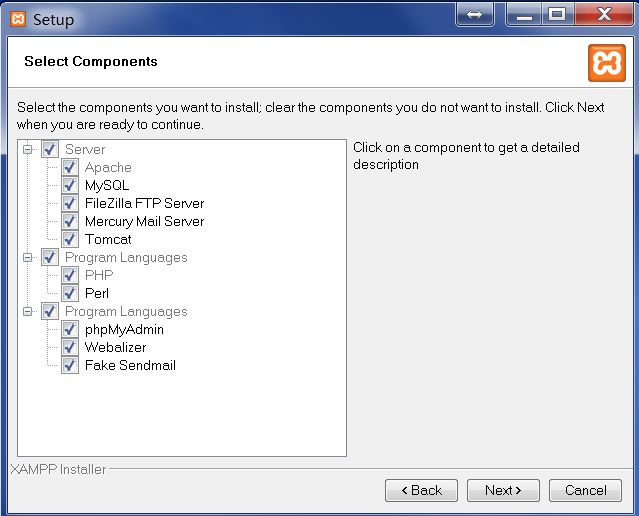 Setup
Select Components
Select the components you want to install; clear the components you do not want to install. Click Next
when you are ready to continue.
Server
Apache
MySQL
FileZilla FTP Server
Mercury Mail Server
Tomcat
Program Languages
PHP
Perl
Program Languages
phpMyAdmin
Webalizer
Fake Sendmail
Click on a component to get a detailed
description
XAMPP Installer
< Back
Next >
Cancel